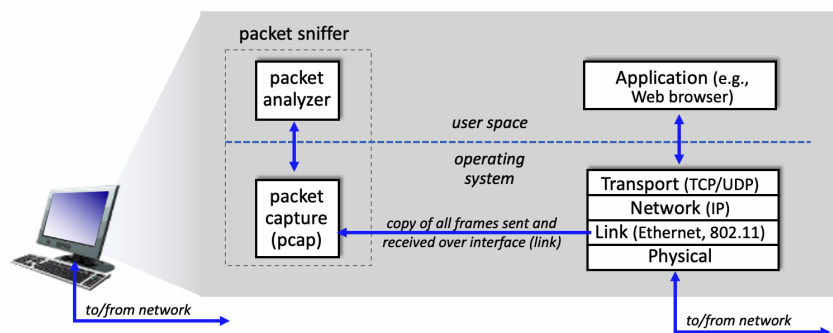 packet sniffer
packet
analyzer
Application (e.g.,
Web browser)
user space
operating
system
packet
capture
(pcap)
copy of all frames sent and
received over interface (link)
Transport (TCP/UDP)
Network (IP)
Link (Ethernet, 802.11)
Physical
to/from network
to/from network